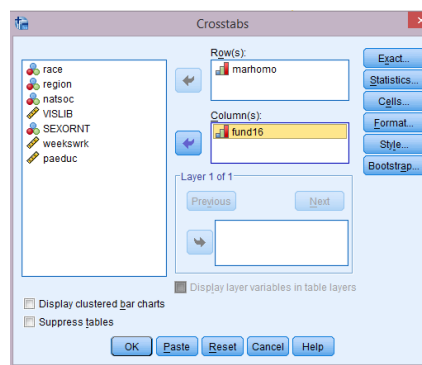 Crosstabs
race
region
natsoc
VISLIB
SEXORNT
weekswrk
paeduc
Row(s):
marhomo
Column(s):
fund16
Layer 1 of 1
Previous
Next
Display layer variables in table layers
Exact...
Statistics...
Cells...
Format...
Style...
Bootstrap...
Display clustered bar charts
Suppress tables
OK
Paste
Reset
Cancel
Help